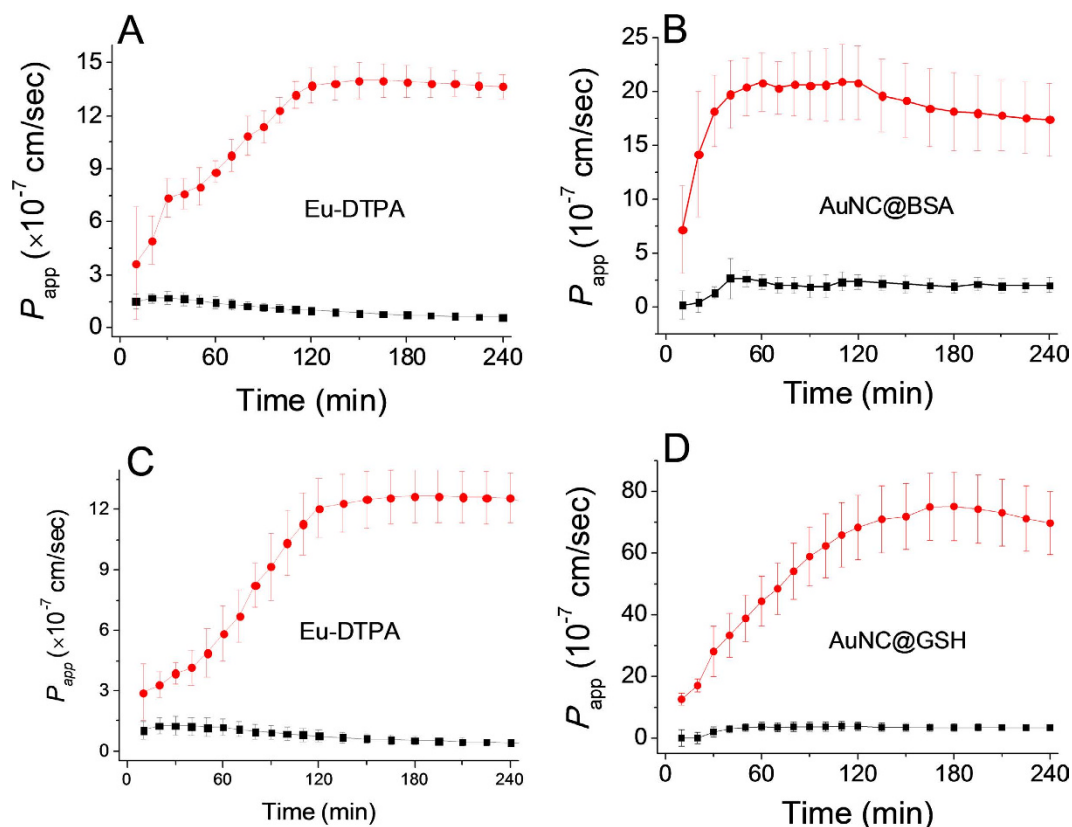 A
P app (×10-7 cm/sec)
15
12
9
6
3
0
Eu-DTPA
0 60 120 180 240
Time (min)
B
P app (10-7 cm/sec)
25
20
15
10
5
0
AuNC@BSA
0 60 120 180 240
Time (min)
C
P app (×10-7 cm/sec)
12
9
6
3
0
Eu-DTPA
0 60 120 180 240
Time (min)
D
P app (10-7 cm/sec)
80
60
40
20
0
AuNC@GSH
0 60 120 180 240
Time (min)